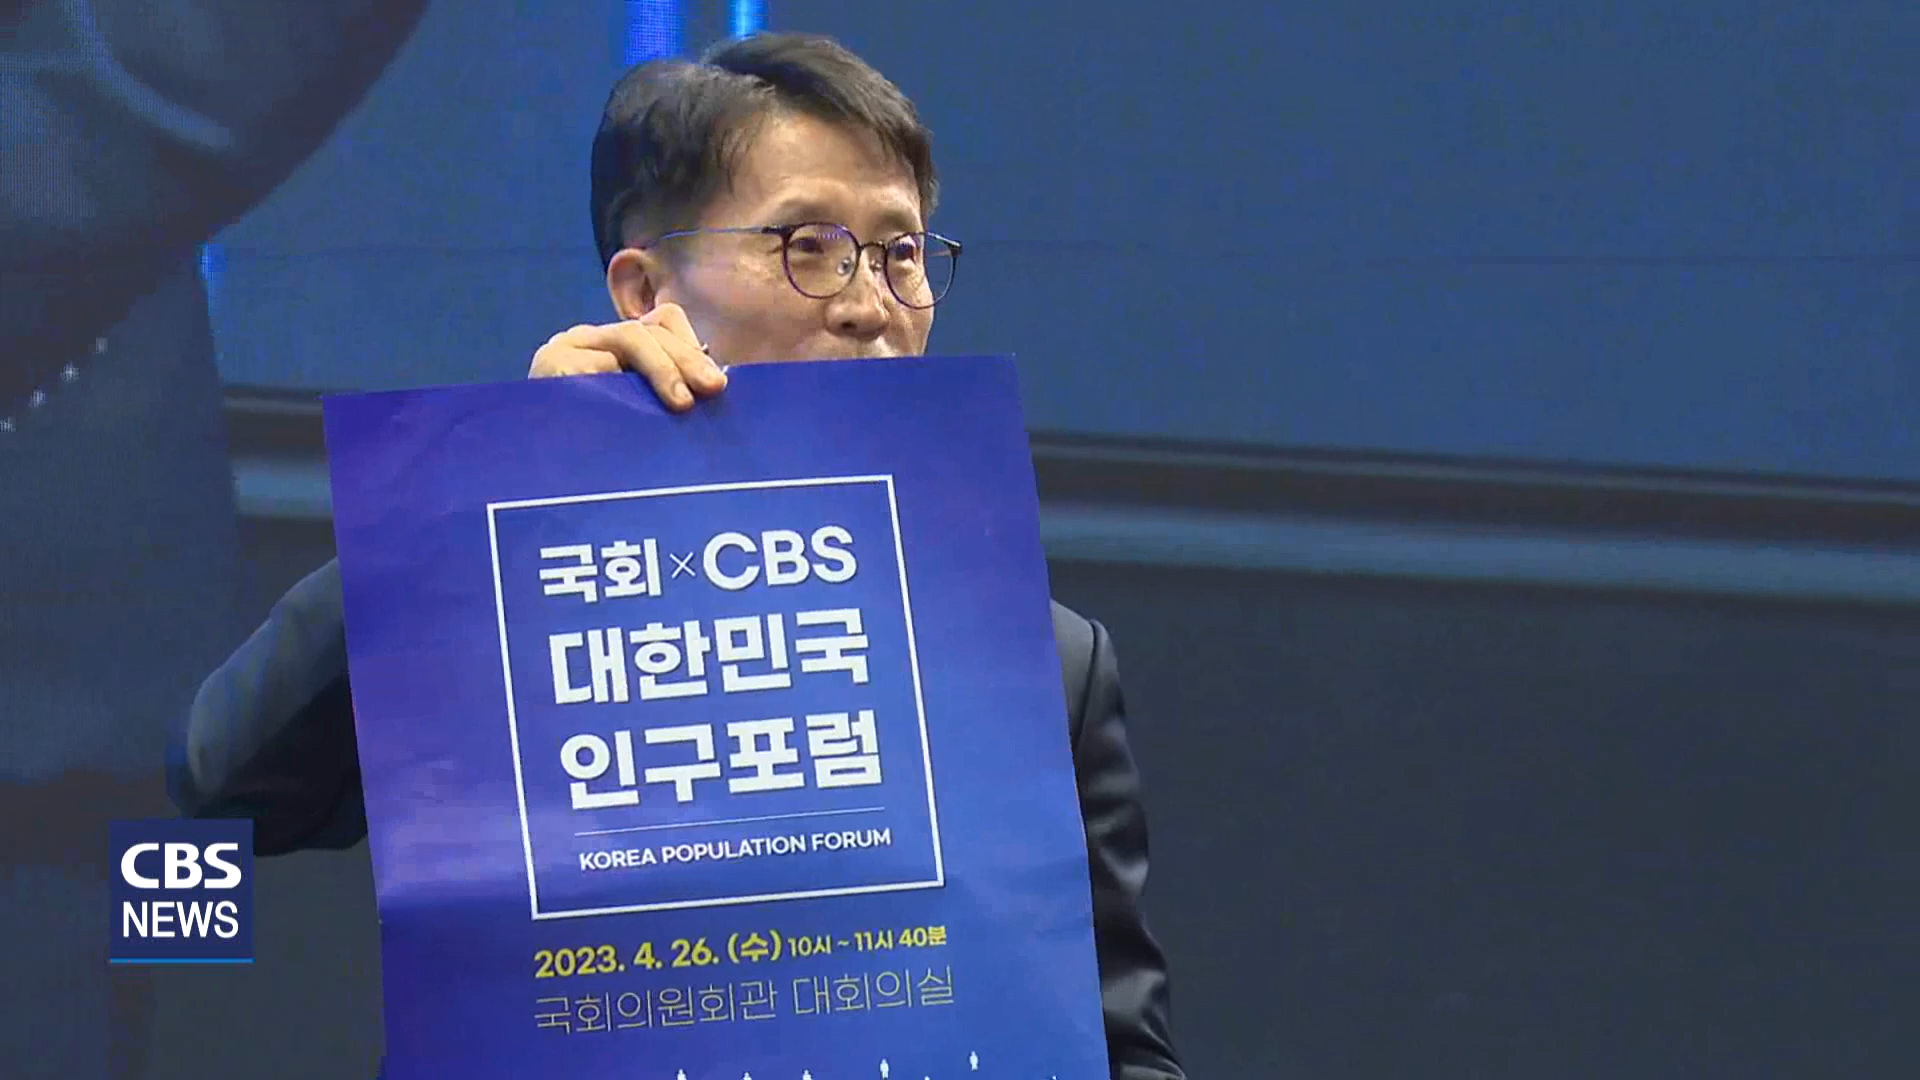 국회×CBS
대한민국
인구포럼
KOREA POPULATION FORUM
2023. 4. 26. (수) 10시 ~ 11시 40분
국회의원회관 대회의실
CBS
NEWS